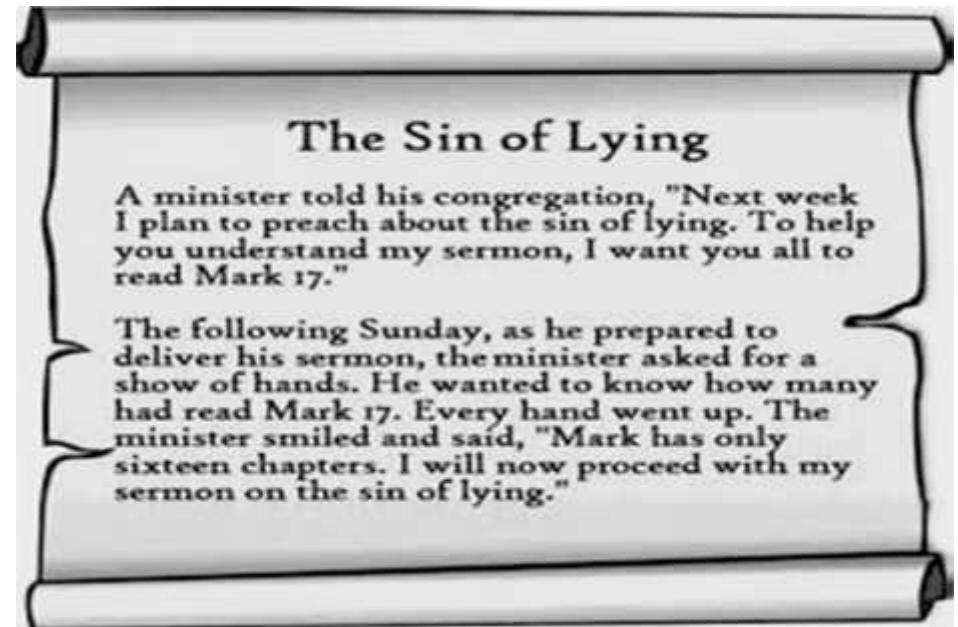 The Sin of Lying
A minister told his congregation, "Next week
I plan to preach about the sin of lying. To help
you understand my sermon, I want you all to
read Mark 17."
The following Sunday, as he prepared to
deliver his sermon, the minister asked for a
show of hands. He wanted to know how many
had read Mark 17. Every hand went up. The
minister smiled and said, "Mark has only
sixteen chapters. I will now proceed with my
sermon on the sin of lying."